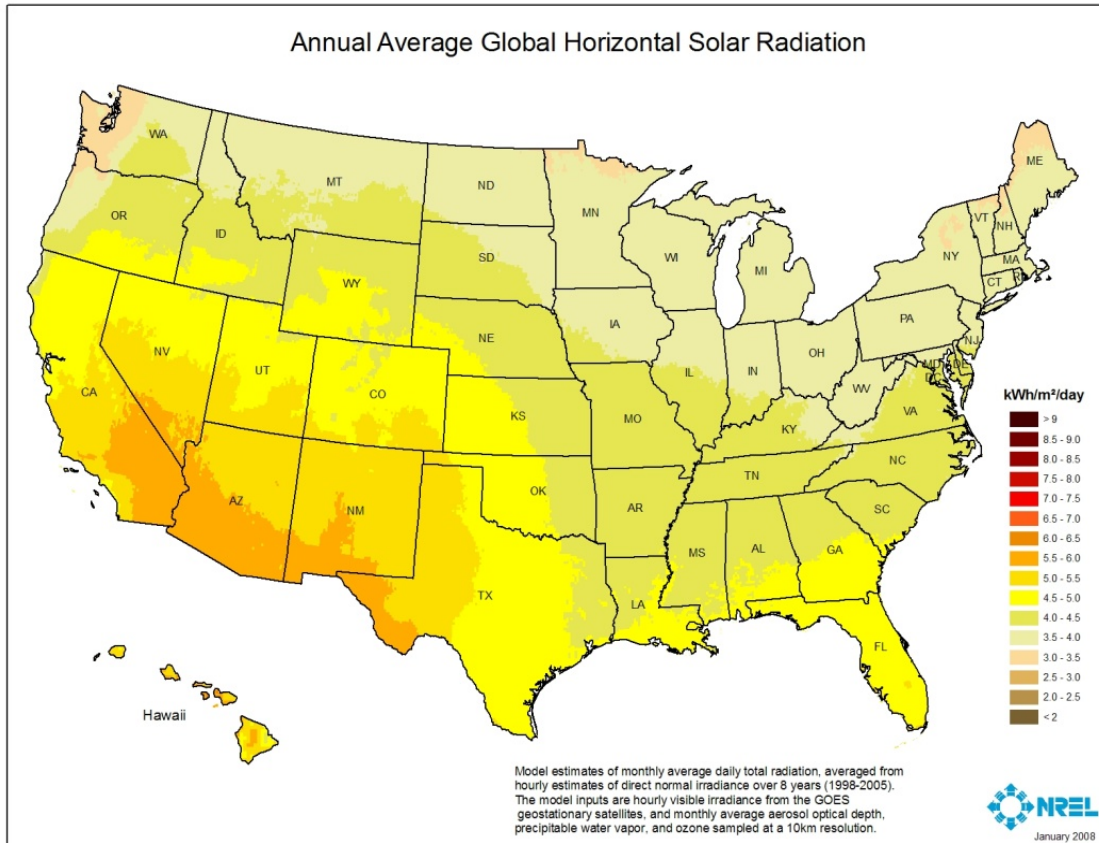 Annual Average Global Horizontal Solar Radiation
WA
MT
ND
MN
ME
OR
ID
SD
WI
MI
VT
NH
NY
MA
CT
RI
WY
NE
IA
PA
NJ
NV
UT
CO
IL
IN
OH
MD
DE
DC
WV
CA
KS
MO
KY
VA
AZ
NM
OK
AR
TN
NC
SC
TX
LA
MS
AL
GA
FL
Hawaii
kWh/m²/day
> 9
8.5 - 9.0
8.0 - 8.5
7.5 - 8.0
7.0 - 7.5
6.5 - 7.0
6.0 - 6.5
5.5 - 6.0
5.0 - 5.5
4.5 - 5.0
4.0 - 4.5
3.5 - 4.0
3.0 - 3.5
2.5 - 3.0
2.0 - 2.5
< 2
Model estimates of monthly average daily total radiation, averaged from
hourly estimates of direct normal irradiance over 8 years (1998-2005).
The model inputs are hourly visible irradiance from the GOES
geostationary satellites, and monthly average aerosol optical depth,
precipitable water vapor, and ozone sampled at a 10km resolution.
NREL
January 2008